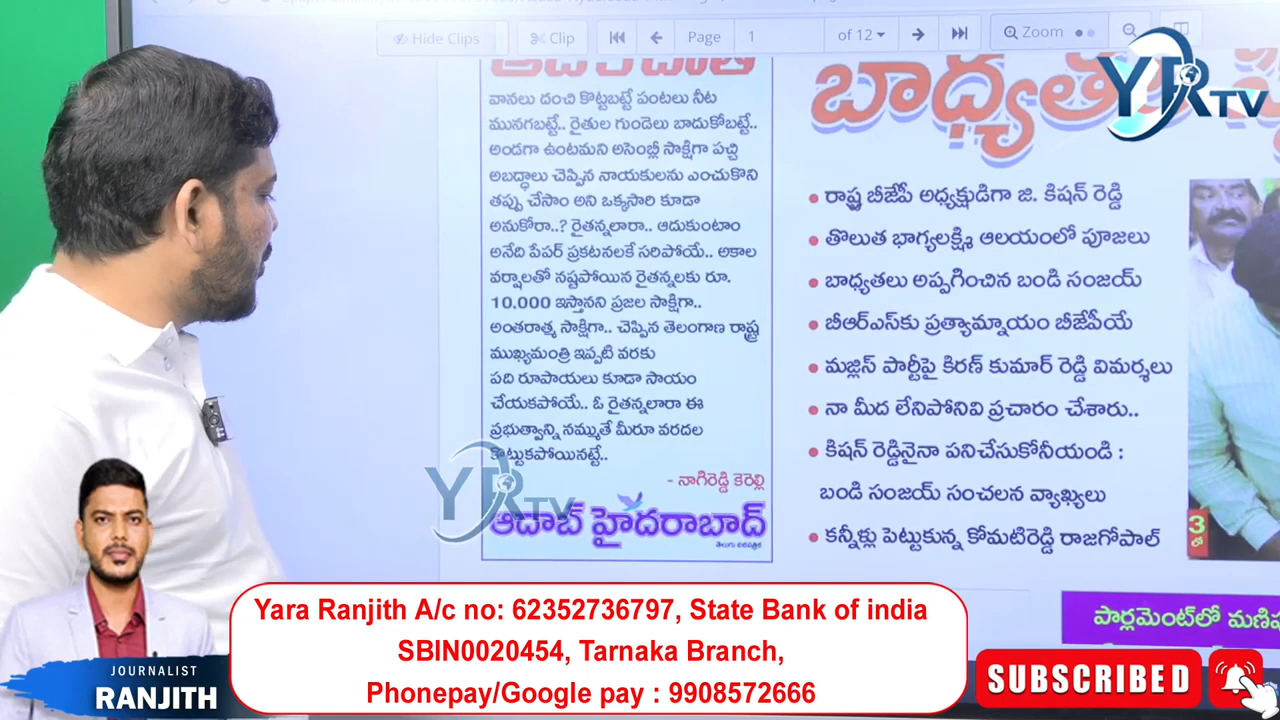 Hide Clips
Clip
Page
1
of 12
Zoom
YRTV
వానలు దంచి కొట్టబట్టే పంటలు నీట
మునగబట్టే.. రైతుల గుండెలు బాదుకోబట్టే..
అండగా ఉంటమని అసెంబ్లీ సాక్షిగా పచ్చి
అబద్ధాలు చెప్పిన నాయకులను ఎంచుకొని
తప్పు చేసాం అని ఒక్కసారి కూడా
అనుకోరా..? రైతన్నలారా.. ఆదుకుంటాం
అనేది పేపర్ ప్రకటనలకే సరిపోయే.. అకాల
వర్షాలతో నష్టపోయిన రైతన్నలకు రూ.
10,000 ఇస్తానని ప్రజల సాక్షిగా..
అంతరాత్మ సాక్షిగా.. చెప్పిన తెలంగాణ రాష్ట్ర
ముఖ్యమంత్రి ఇప్పటి వరకు
పది రూపాయలు కూడా సాయం
చేయకపోయే.. ఓ రైతన్నలారా ఈ
ప్రభుత్వాన్ని నమ్ముతే మీరూ వరదల
కొట్టుకపోయినట్టే..
- నాగిరెడ్డి కెరెల్లి
YRTV
ఆదాబ్ హైదరాబాద్
తెలుగు దినపత్రిక
• రాష్ట్ర బీజేపీ అధ్యక్షుడిగా జి. కిషన్ రెడ్డి
• తొలుత భాగ్యలక్ష్మి ఆలయంలో పూజలు
• బాధ్యతలు అప్పగించిన బండి సంజయ్
• బీఆర్ఎస్‌కు ప్రత్యామ్నాయం బీజేపీయే
• మజ్లిస్ పార్టీపై కిరణ్ కుమార్ రెడ్డి విమర్శలు
• నా మీద లేనిపోనివి ప్రచారం చేశారు..
• కిషన్ రెడ్డినైనా పనిచేసుకోనీయండి :
బండి సంజయ్ సంచలన వ్యాఖ్యలు
• కన్నీళ్లు పెట్టుకున్న కోమటిరెడ్డి రాజగోపాల్
3
లో
పార్లమెంట్‌లో
JOURNALIST
RANJITH
Yara Ranjith A/c no: 62352736797, State Bank of india
SBIN0020454, Tarnaka Branch,
Phonepay/Google pay : 9908572666
SUBSCRIBED